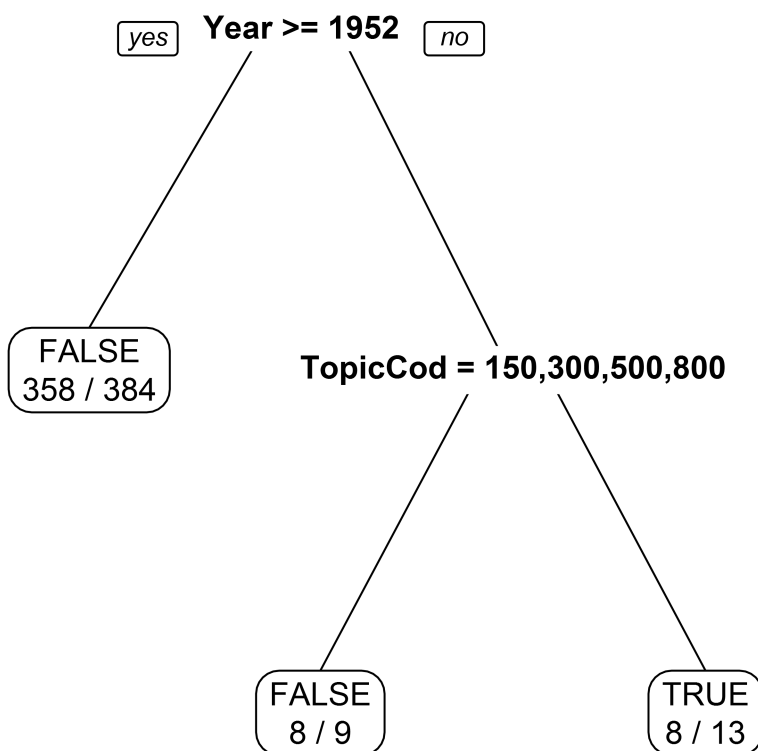 yes Year >= 1952 no
FALSE
358 / 384
TopicCod = 150,300,500,800
FALSE
8 / 9
TRUE
8 / 13